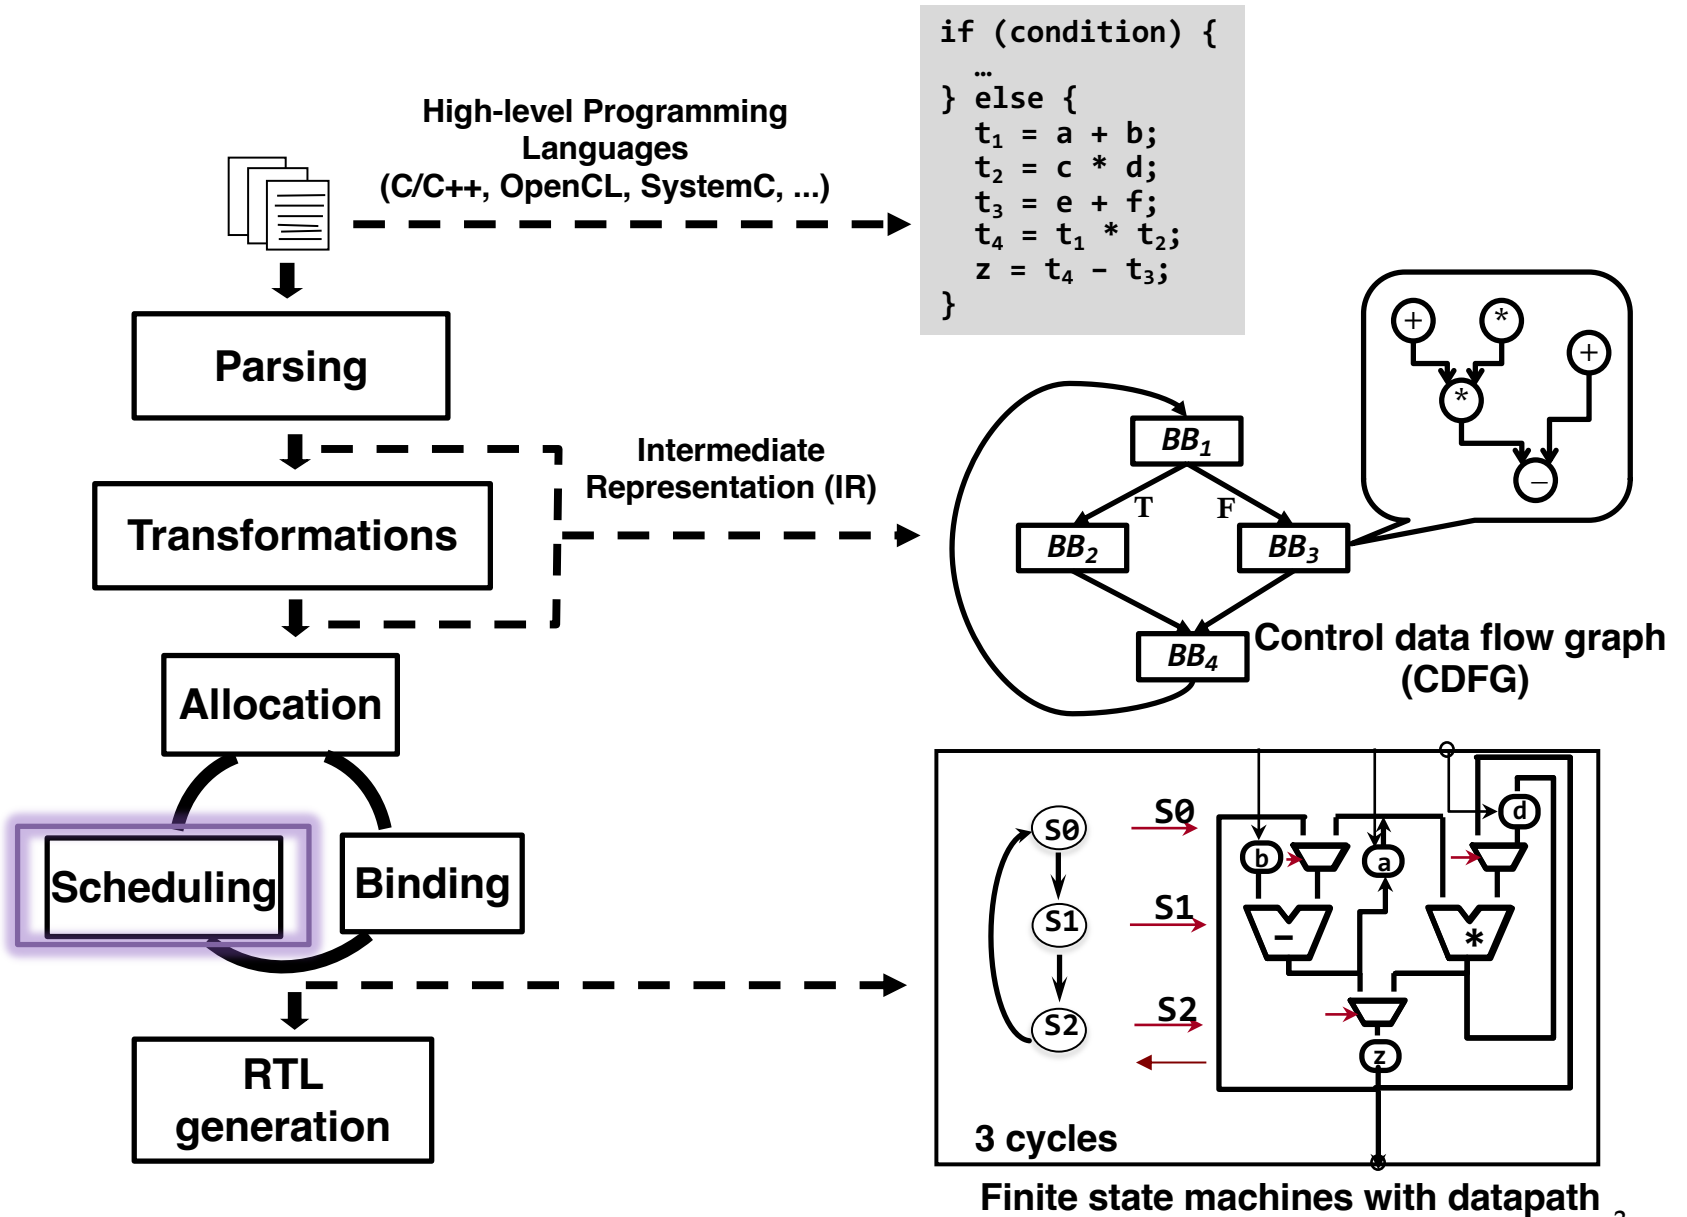 if (condition) {
…
} else {
t1 = a + b;
t2 = c * d;
t3 = e + f;
t4 = t1 * t2;
z = t4 – t3;
}
High-level Programming
Languages
(C/C++, OpenCL, SystemC, ...)
Parsing
Intermediate
Representation (IR)
Transformations
Allocation
Scheduling
Binding
RTL
generation
+
*
+
*
–
BB1
T
F
BB2
BB3
BB4
Control data flow graph
(CDFG)
S0
S0
S1
S1
S2
S2
b
a
d
–
*
z
3 cycles
Finite state machines with datapath